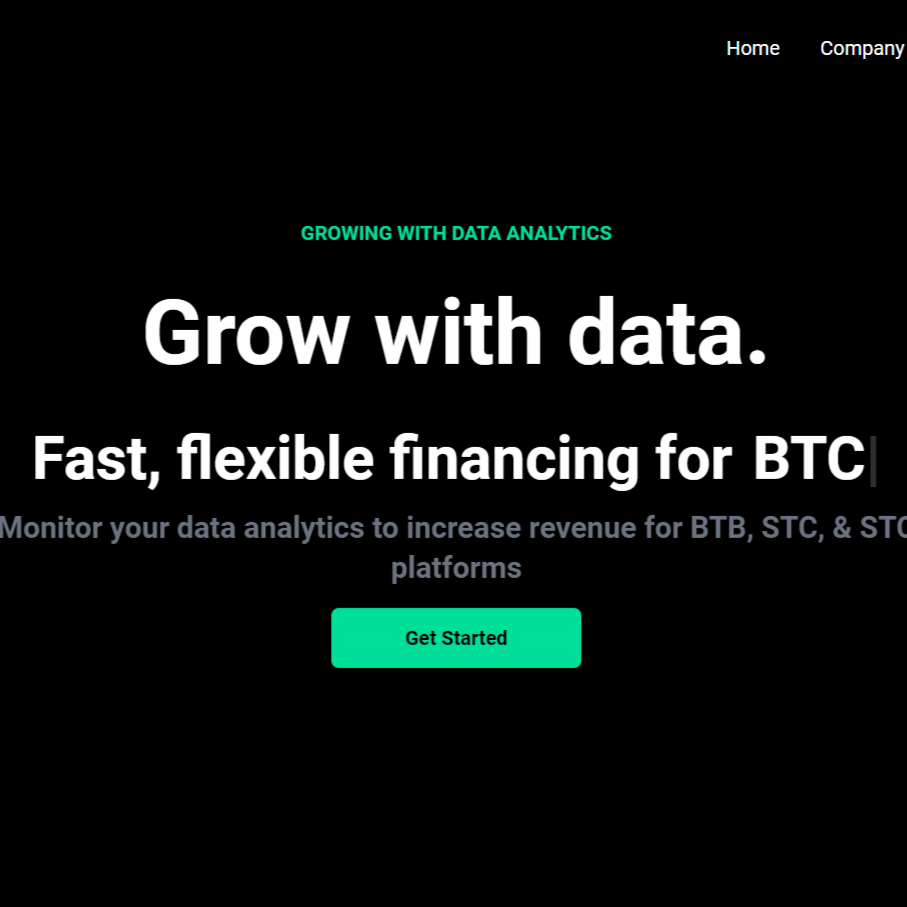 Home Company
GROWING WITH DATA ANALYTICS
Grow with data.
Fast, flexible financing for BTC
Monitor your data analytics to increase revenue for BTB, STC, & STC
platforms
Get Started